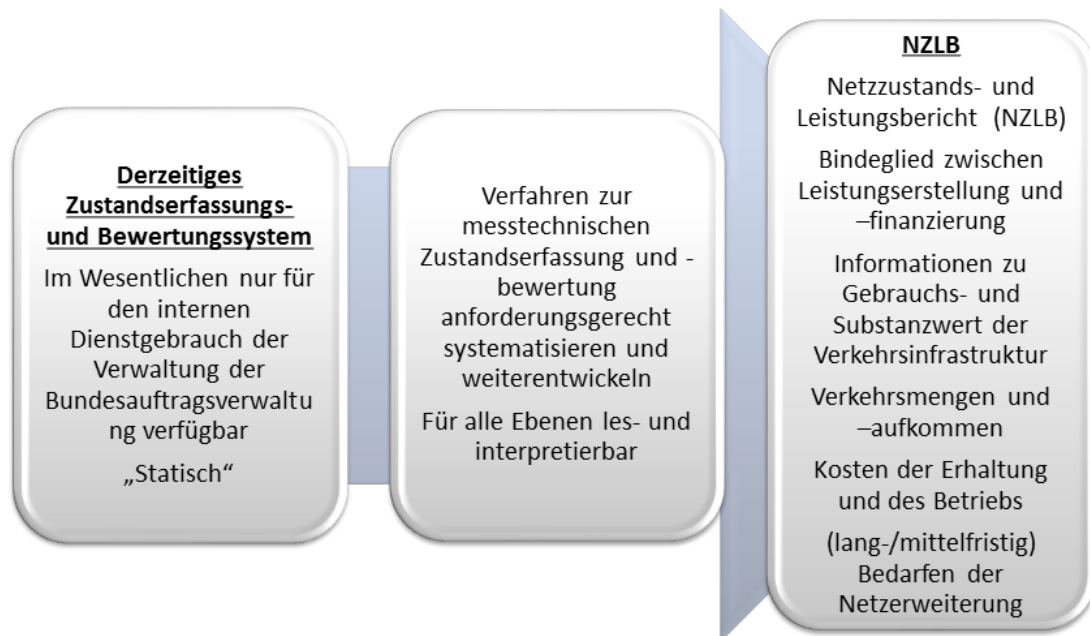 Derzeitiges
Zustandserfassungs-
und Bewertungssystem
Im Wesentlichen nur für
den internen
Dienstgebrauch der
Verwaltung der
Bundesauftragsverwaltu
ng verfügbar
„Statisch“
Verfahren zur
messtechnischen
Zustandserfassung und -
bewertung
anforderungsgerecht
systematisieren und
weiterentwickeln
Für alle Ebenen les- und
interpretierbar
NZLB
Netzzustands- und
Leistungsbericht (NZLB)
Bindeglied zwischen
Leistungserstellung und
–finanzierung
Informationen zu
Gebrauchs- und
Substanzwert der
Verkehrsinfrastruktur
Verkehrsmengen und
–aufkommen
Kosten der Erhaltung
und des Betriebs
(lang-/mittelfristig)
Bedarfen der
Netzerweiterung